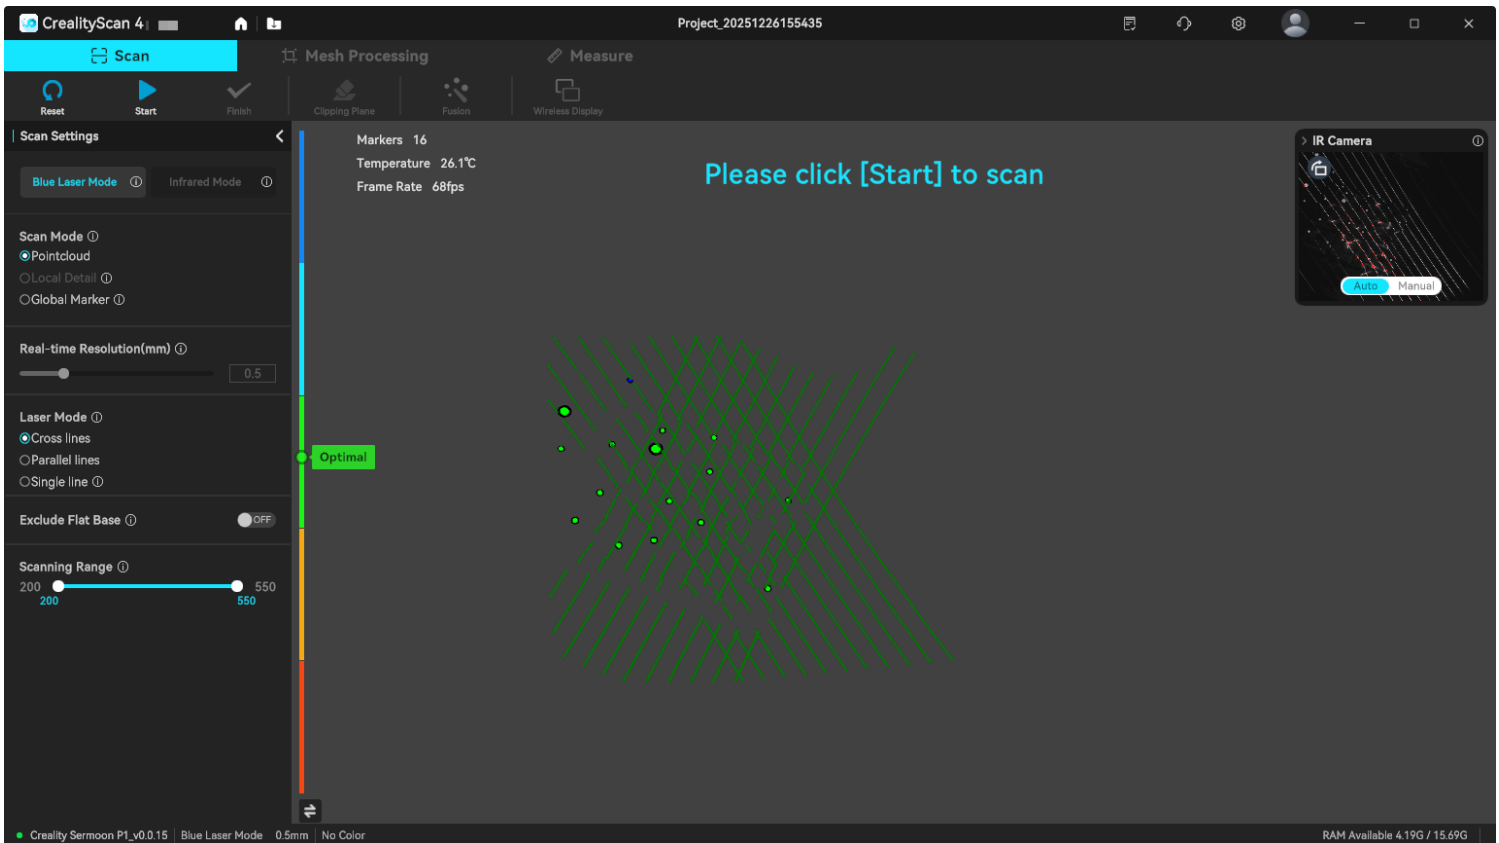 CrealityScan 4
Project_20251226155435
Scan
Mesh Processing
Measure
Reset
Start
Finish
Clipping Plane
Fusion
Wireless Display
Scan Settings
Blue Laser Mode
Infrared Mode
Scan Mode
Pointcloud
Local Detail
Global Marker
Real-time Resolution(mm)
0.5
Laser Mode
Cross lines
Parallel lines
Single line
Exclude Flat Base
OFF
Scanning Range
200 550
200 550
Markers 16
Temperature 26.1℃
Frame Rate 68fps
Please click [Start] to scan
Optimal
IR Camera
Auto Manual
Creality Sermoon P1_v0.0.15 Blue Laser Mode 0.5mm No Color
RAM Available 4.19G / 15.69G